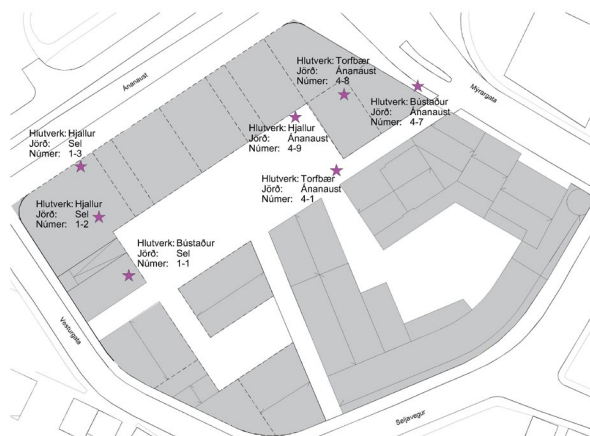 Hlutverk: Torfbær
Jörð: Ánanaust
Númer: 4-8
Ánanaust
Mýrargata
Hlutverk: Bústaður
Jörð: Ánanaust
Númer: 4-7
Hlutverk: Hjallur
Jörð: Ánanaust
Númer: 4-9
Hlutverk: Hjallur
Jörð: Sel
Númer: 1-3
Hlutverk: Torfbær
Jörð: Ánanaust
Númer: 4-1
Hlutverk: Hjallur
Jörð: Sel
Númer: 1-2
Hlutverk: Bústaður
Jörð: Sel
Númer: 1-1
Vesturgata
Seljavegur